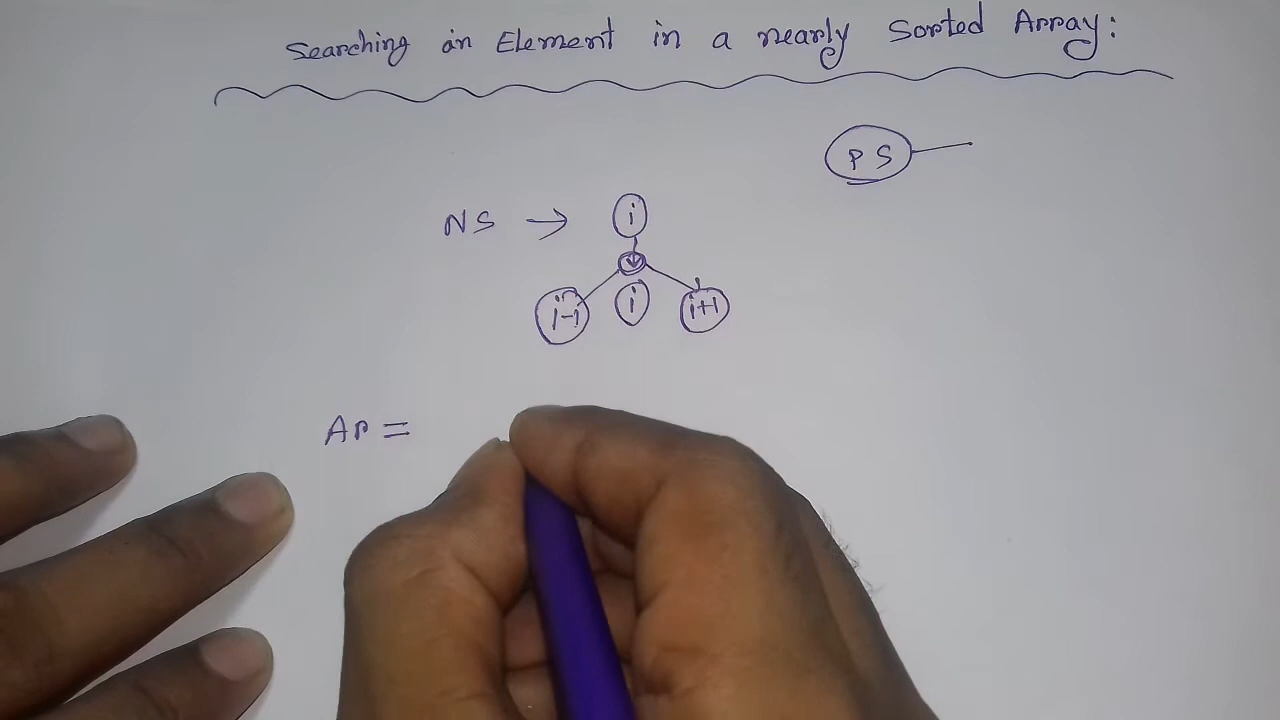 Searching an Element in a nearly Sorted Array:
PS
NS → i
i-1 i i+1
Ar =